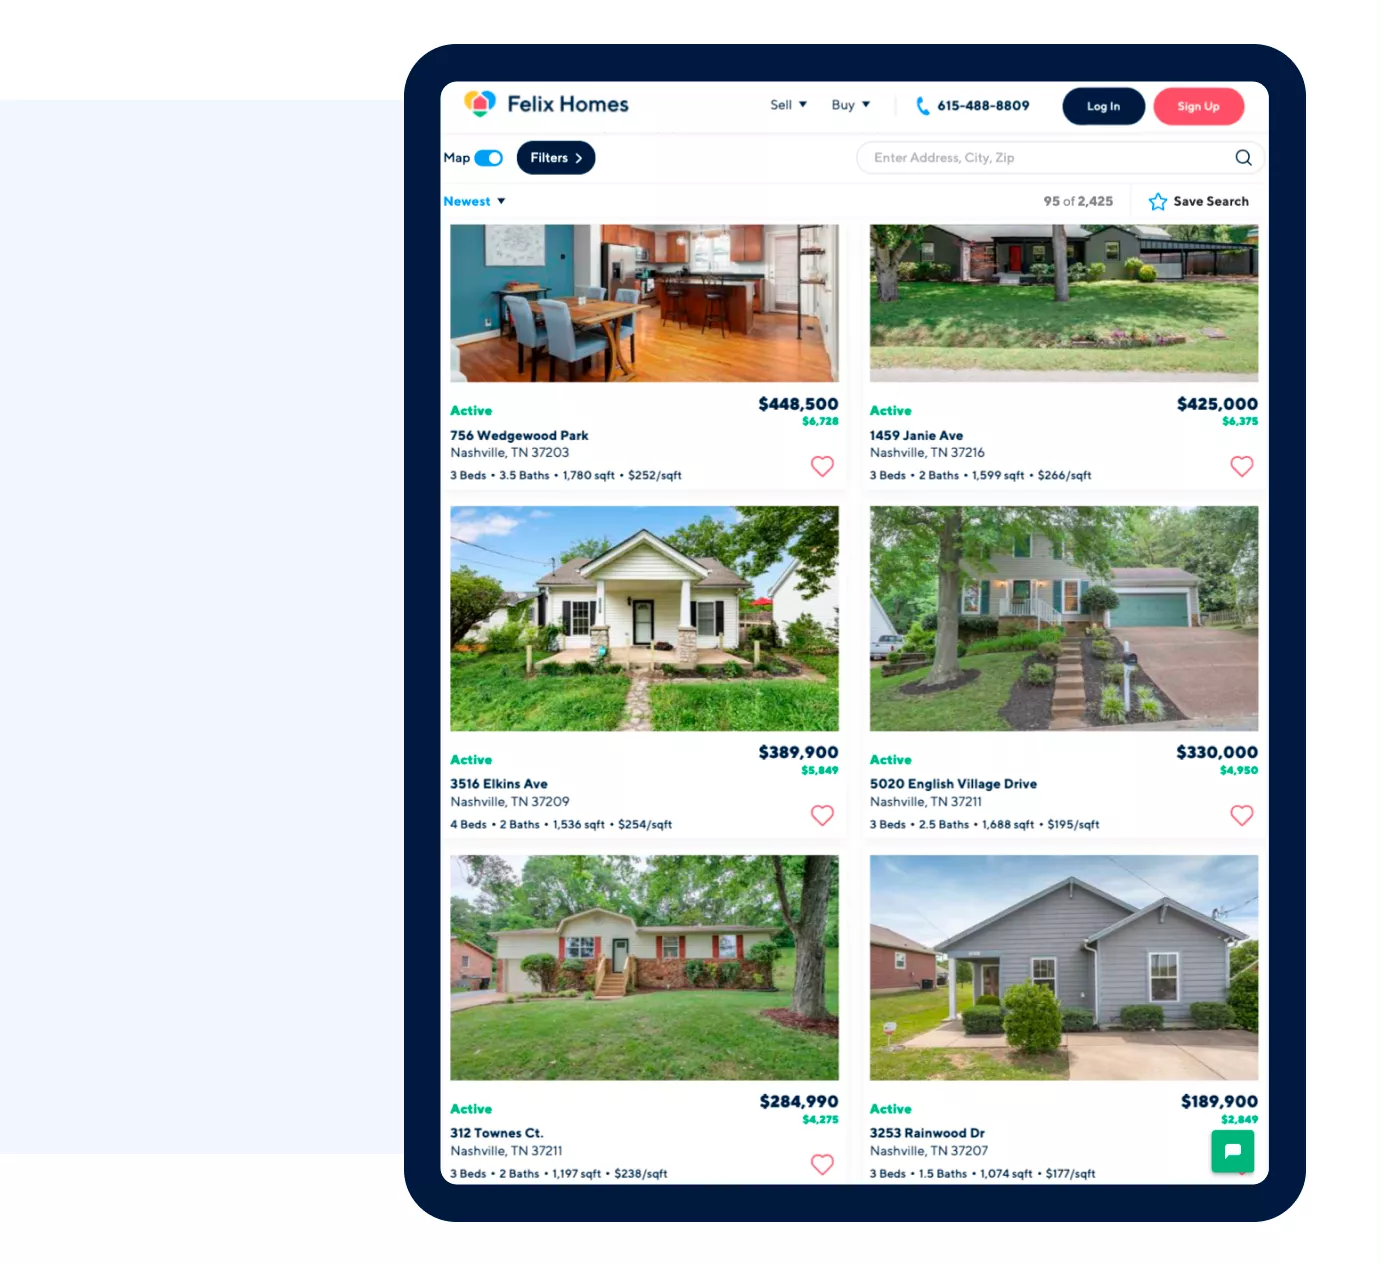 Felix Homes
Sell Buy 615-488-8809 Log In Sign Up
Map Filters Enter Address, City, Zip
Newest 95 of 2,425 Save Search
Active $448,500
$6,728
756 Wedgewood Park
Nashville, TN 37203
3 Beds • 3.5 Baths • 1,780 sqft • $252/sqft
Active $425,000
$6,375
1459 Janie Ave
Nashville, TN 37216
3 Beds • 2 Baths • 1,599 sqft • $266/sqft
Active $389,900
$5,849
3516 Elkins Ave
Nashville, TN 37209
4 Beds • 2 Baths • 1,536 sqft • $254/sqft
Active $330,000
$4,950
5020 English Village Drive
Nashville, TN 37211
3 Beds • 2.5 Baths • 1,688 sqft • $195/sqft
Active $284,990
$4,275
312 Townes Ct.
Nashville, TN 37211
3 Beds • 2 Baths • 1,197 sqft • $238/sqft
Active $189,900
$2,849
3253 Rainwood Dr
Nashville, TN 37207
3 Beds • 1.5 Baths • 1,074 sqft • $177/sqft